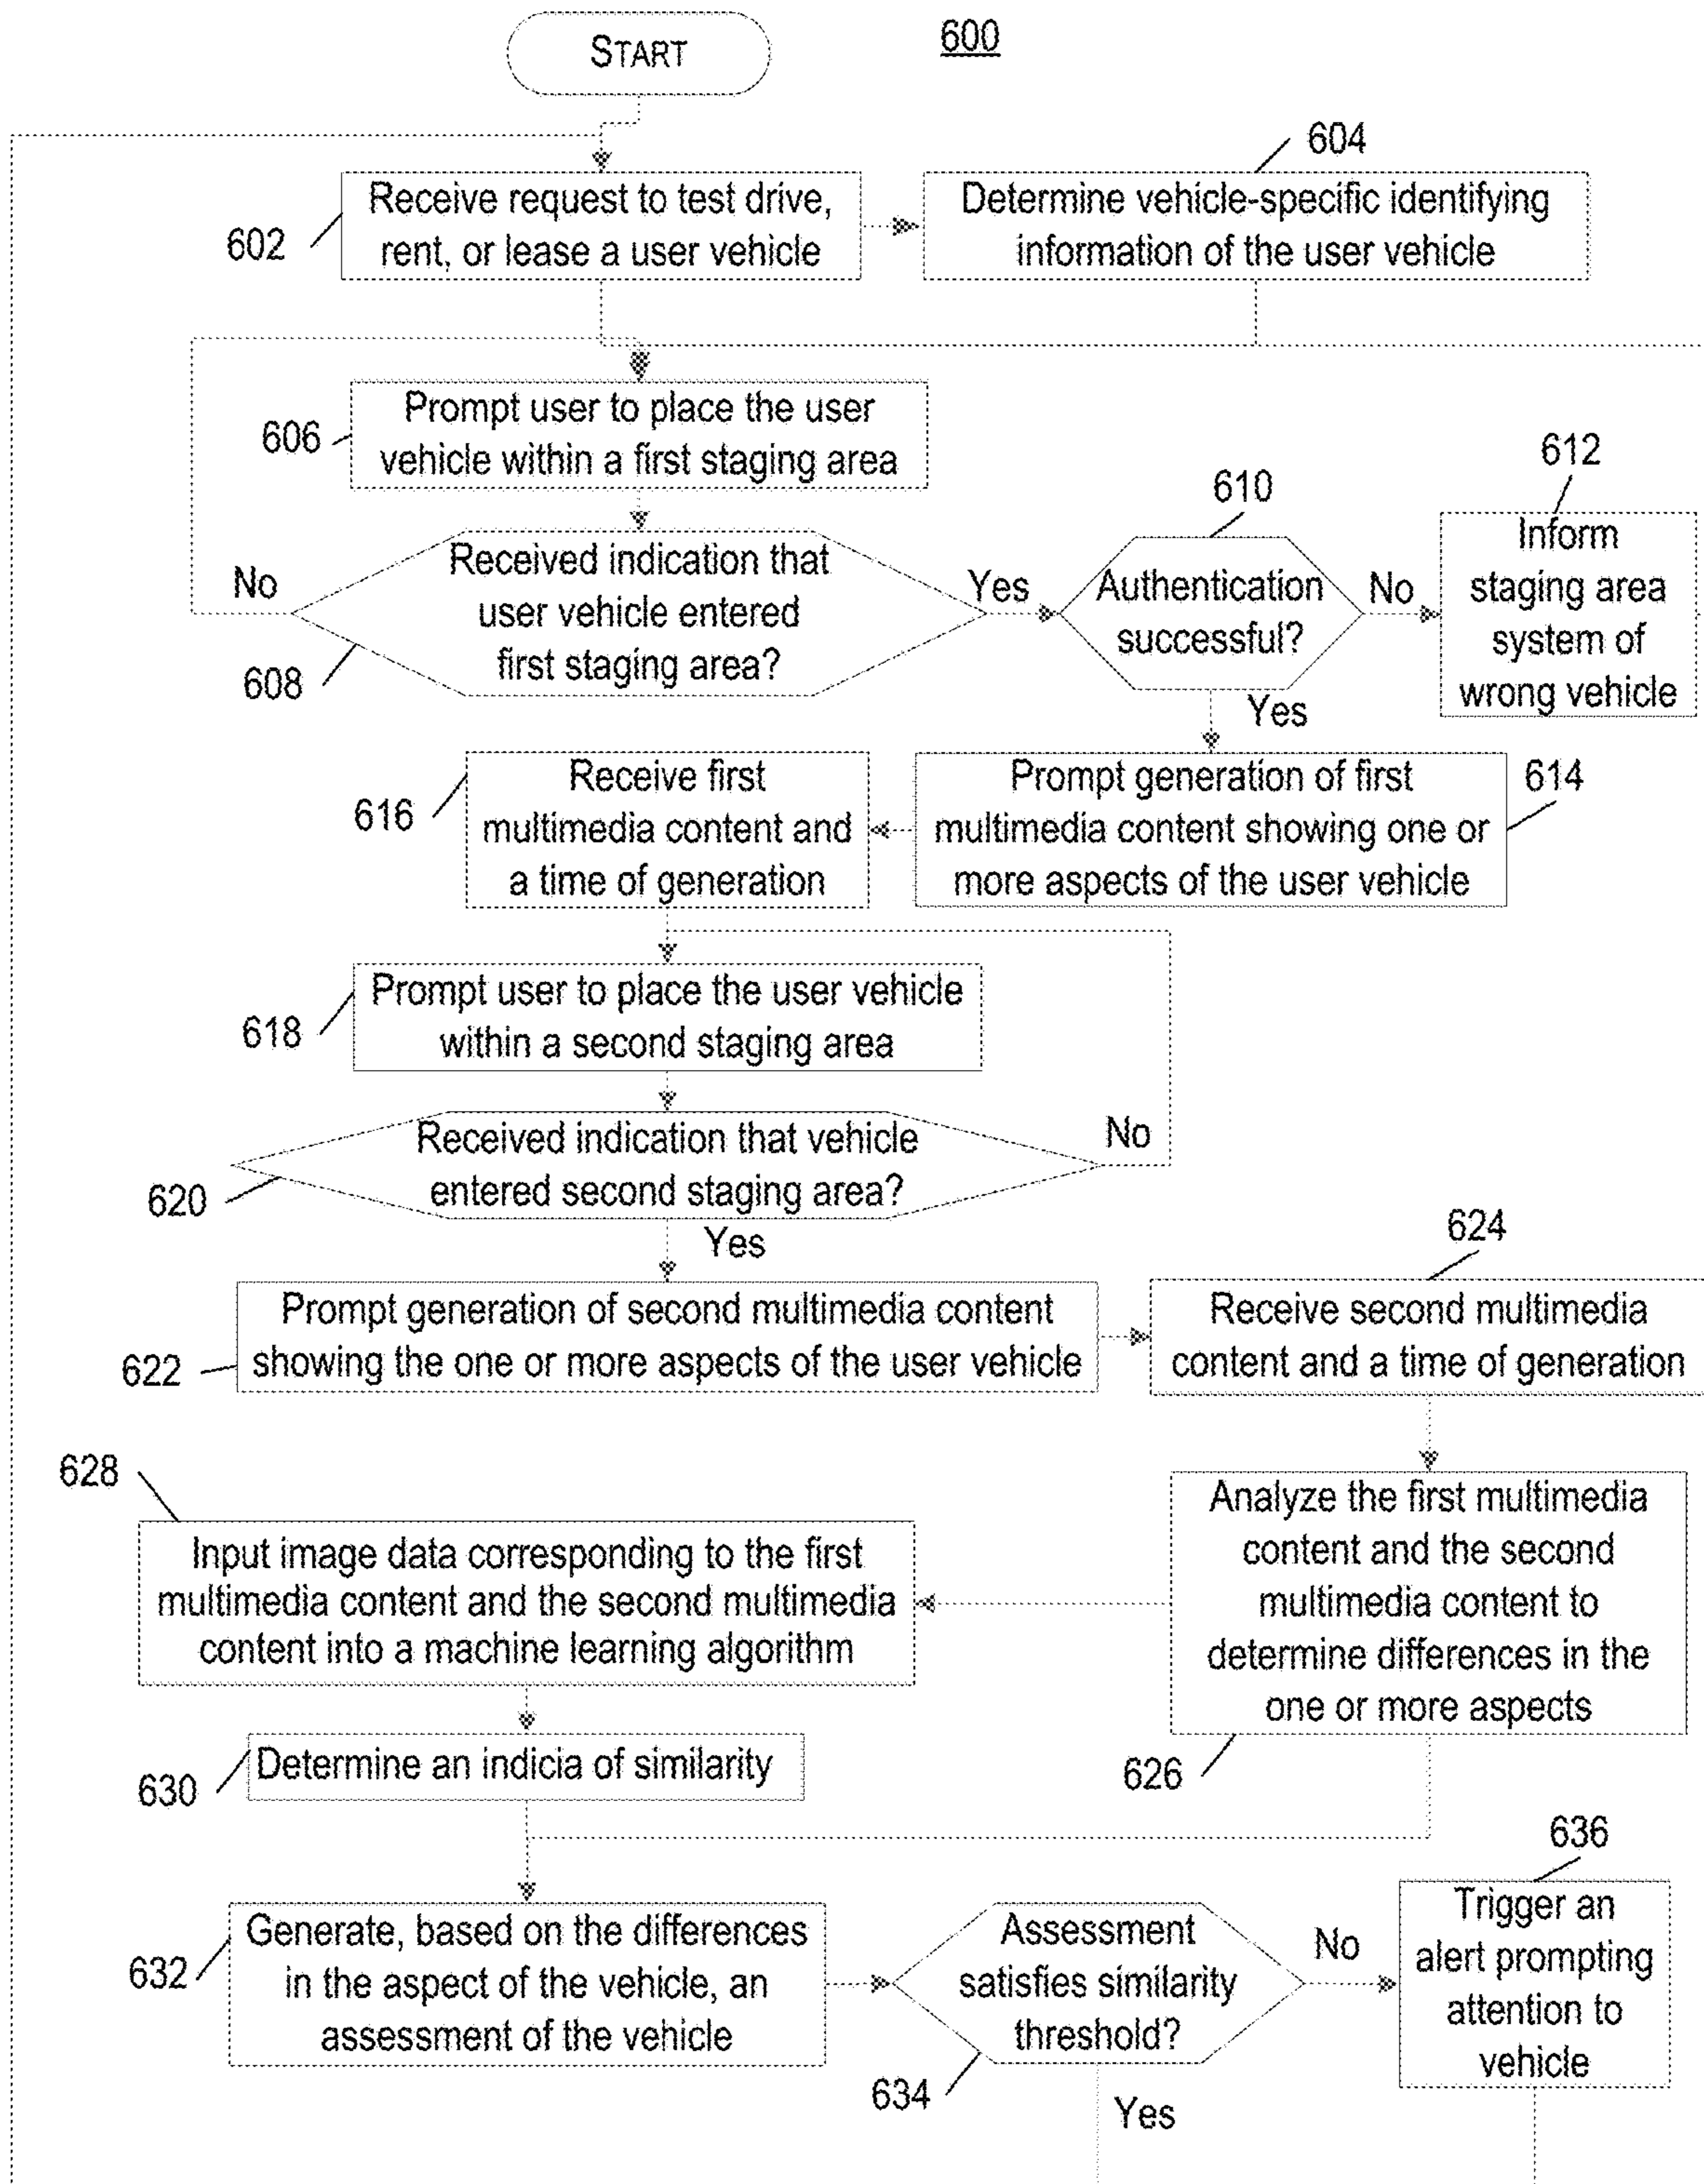 START
600
604
Receive request to test drive,
rent, or lease a user vehicle
602
Determine vehicle-specific identifying
information of the user vehicle
Prompt user to place the user
vehicle within a first staging area
606
612
610
Received indication that
user vehicle entered
first staging area?
No
Yes
608
Authentication
successful?
No
Yes
Inform
staging area
system of
wrong vehicle
Receive first
multimedia content and
a time of generation
616
Prompt generation of first
multimedia content showing one or
more aspects of the user vehicle
614
Prompt user to place the user vehicle
within a second staging area
618
Received indication that vehicle
entered second staging area?
No
620
Yes
624
Prompt generation of second multimedia content
showing the one or more aspects of the user vehicle
622
Receive second multimedia
content and a time of generation
628
Input image data corresponding to the first
multimedia content and the second multimedia
content into a machine learning algorithm
Analyze the first multimedia
content and the second
multimedia content to
determine differences in the
one or more aspects
626
Determine an indicia of similarity
630
636
Generate, based on the differences
in the aspect of the vehicle, an
assessment of the vehicle
632
Assessment
satisfies similarity
threshold?
634
No
Yes
Trigger an
alert prompting
attention to
vehicle